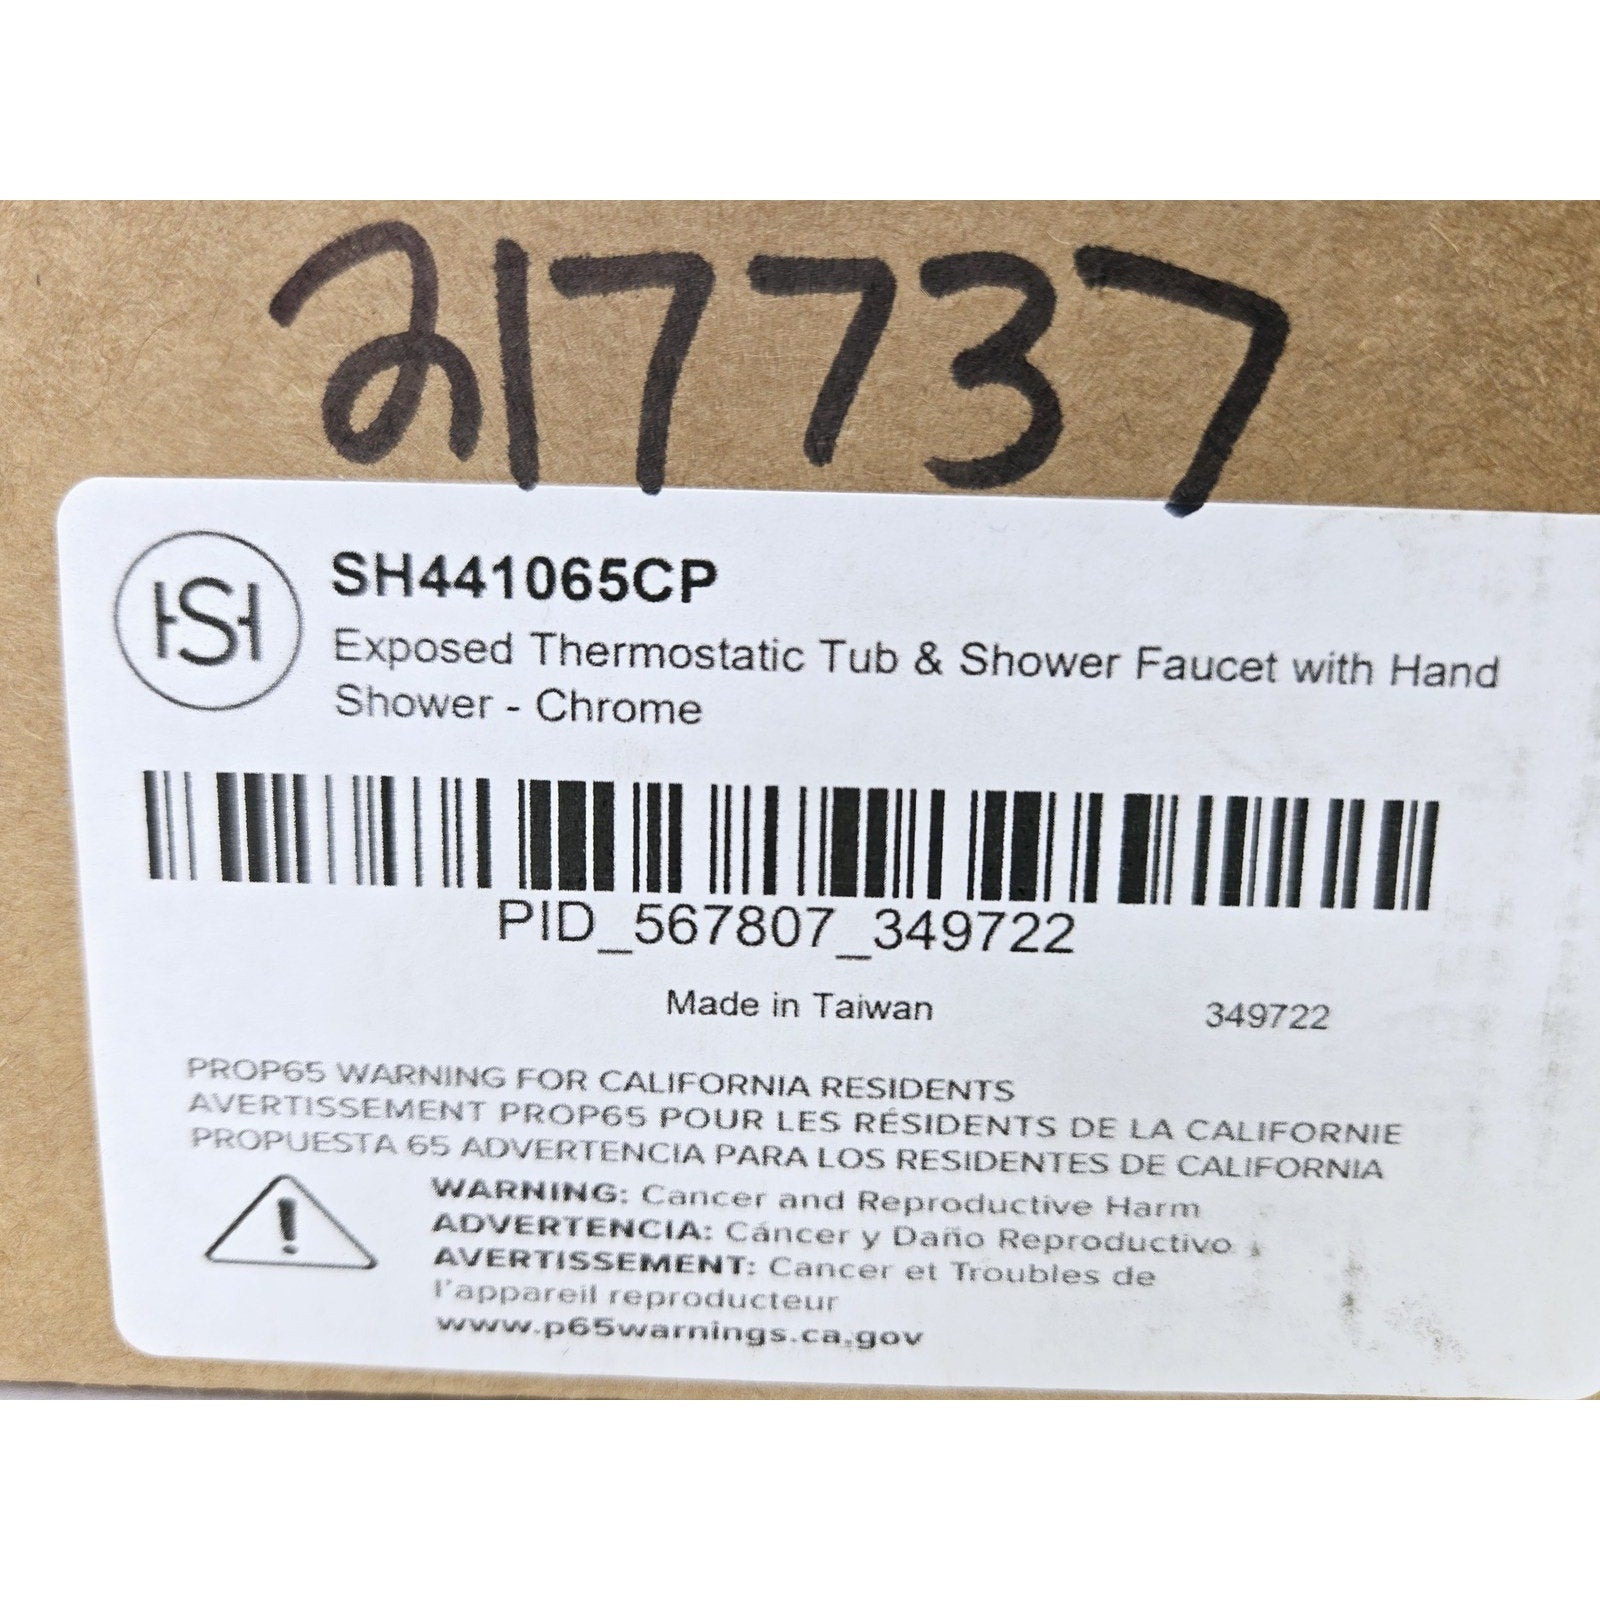 217737
HSH
SH441065CP
Exposed Thermostatic Tub & Shower Faucet with Hand
Shower - Chrome
PID_567807_349722
Made in Taiwan 349722
PROP65 WARNING FOR CALIFORNIA RESIDENTS
AVERTISSEMENT PROP65 POUR LES RÉSIDENTS DE LA CALIFORNIE
PROPUESTA 65 ADVERTENCIA PARA LOS RESIDENTES DE CALIFORNIA
WARNING: Cancer and Reproductive Harm
ADVERTENCIA: Cáncer y Daño Reproductivo
AVERTISSEMENT: Cancer et Troubles de
l'appareil reproducteur
www.p65warnings.ca.gov